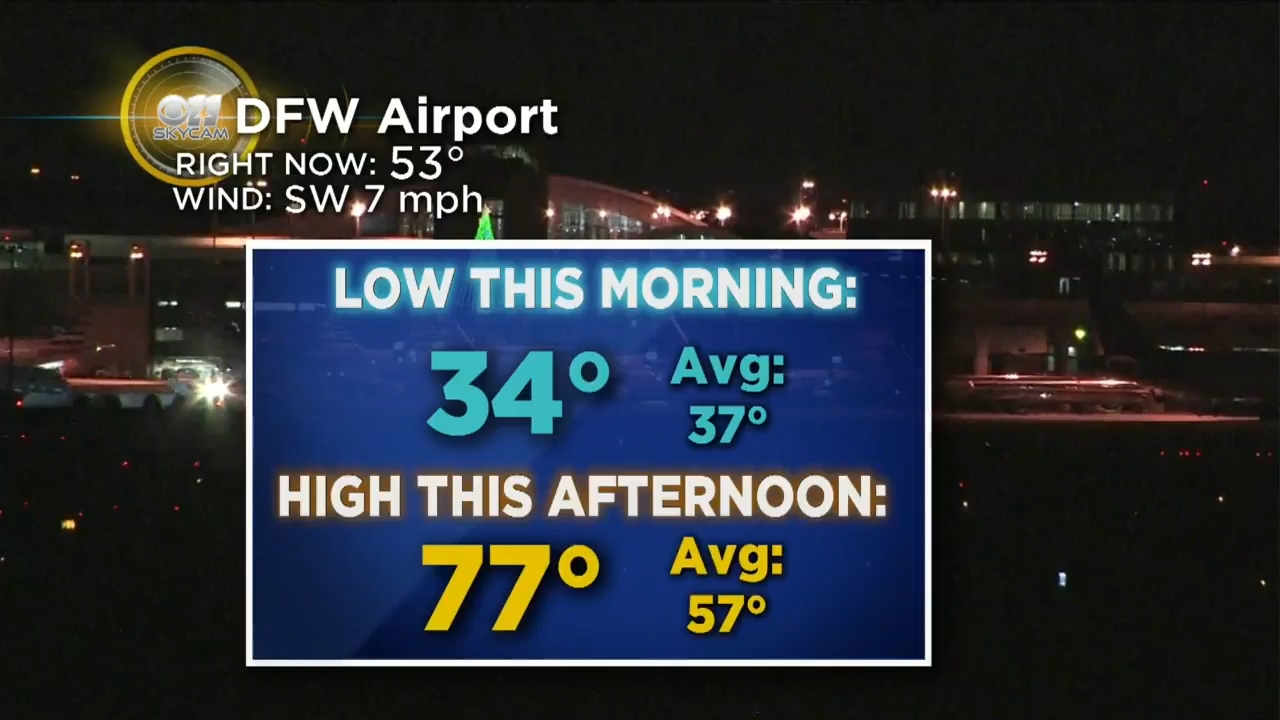 11
SKYCAM
DFW Airport
RIGHT NOW: 53°
WIND: SW 7 mph
LOW THIS MORNING:
34° Avg:
37°
HIGH THIS AFTERNOON:
77° Avg:
57°